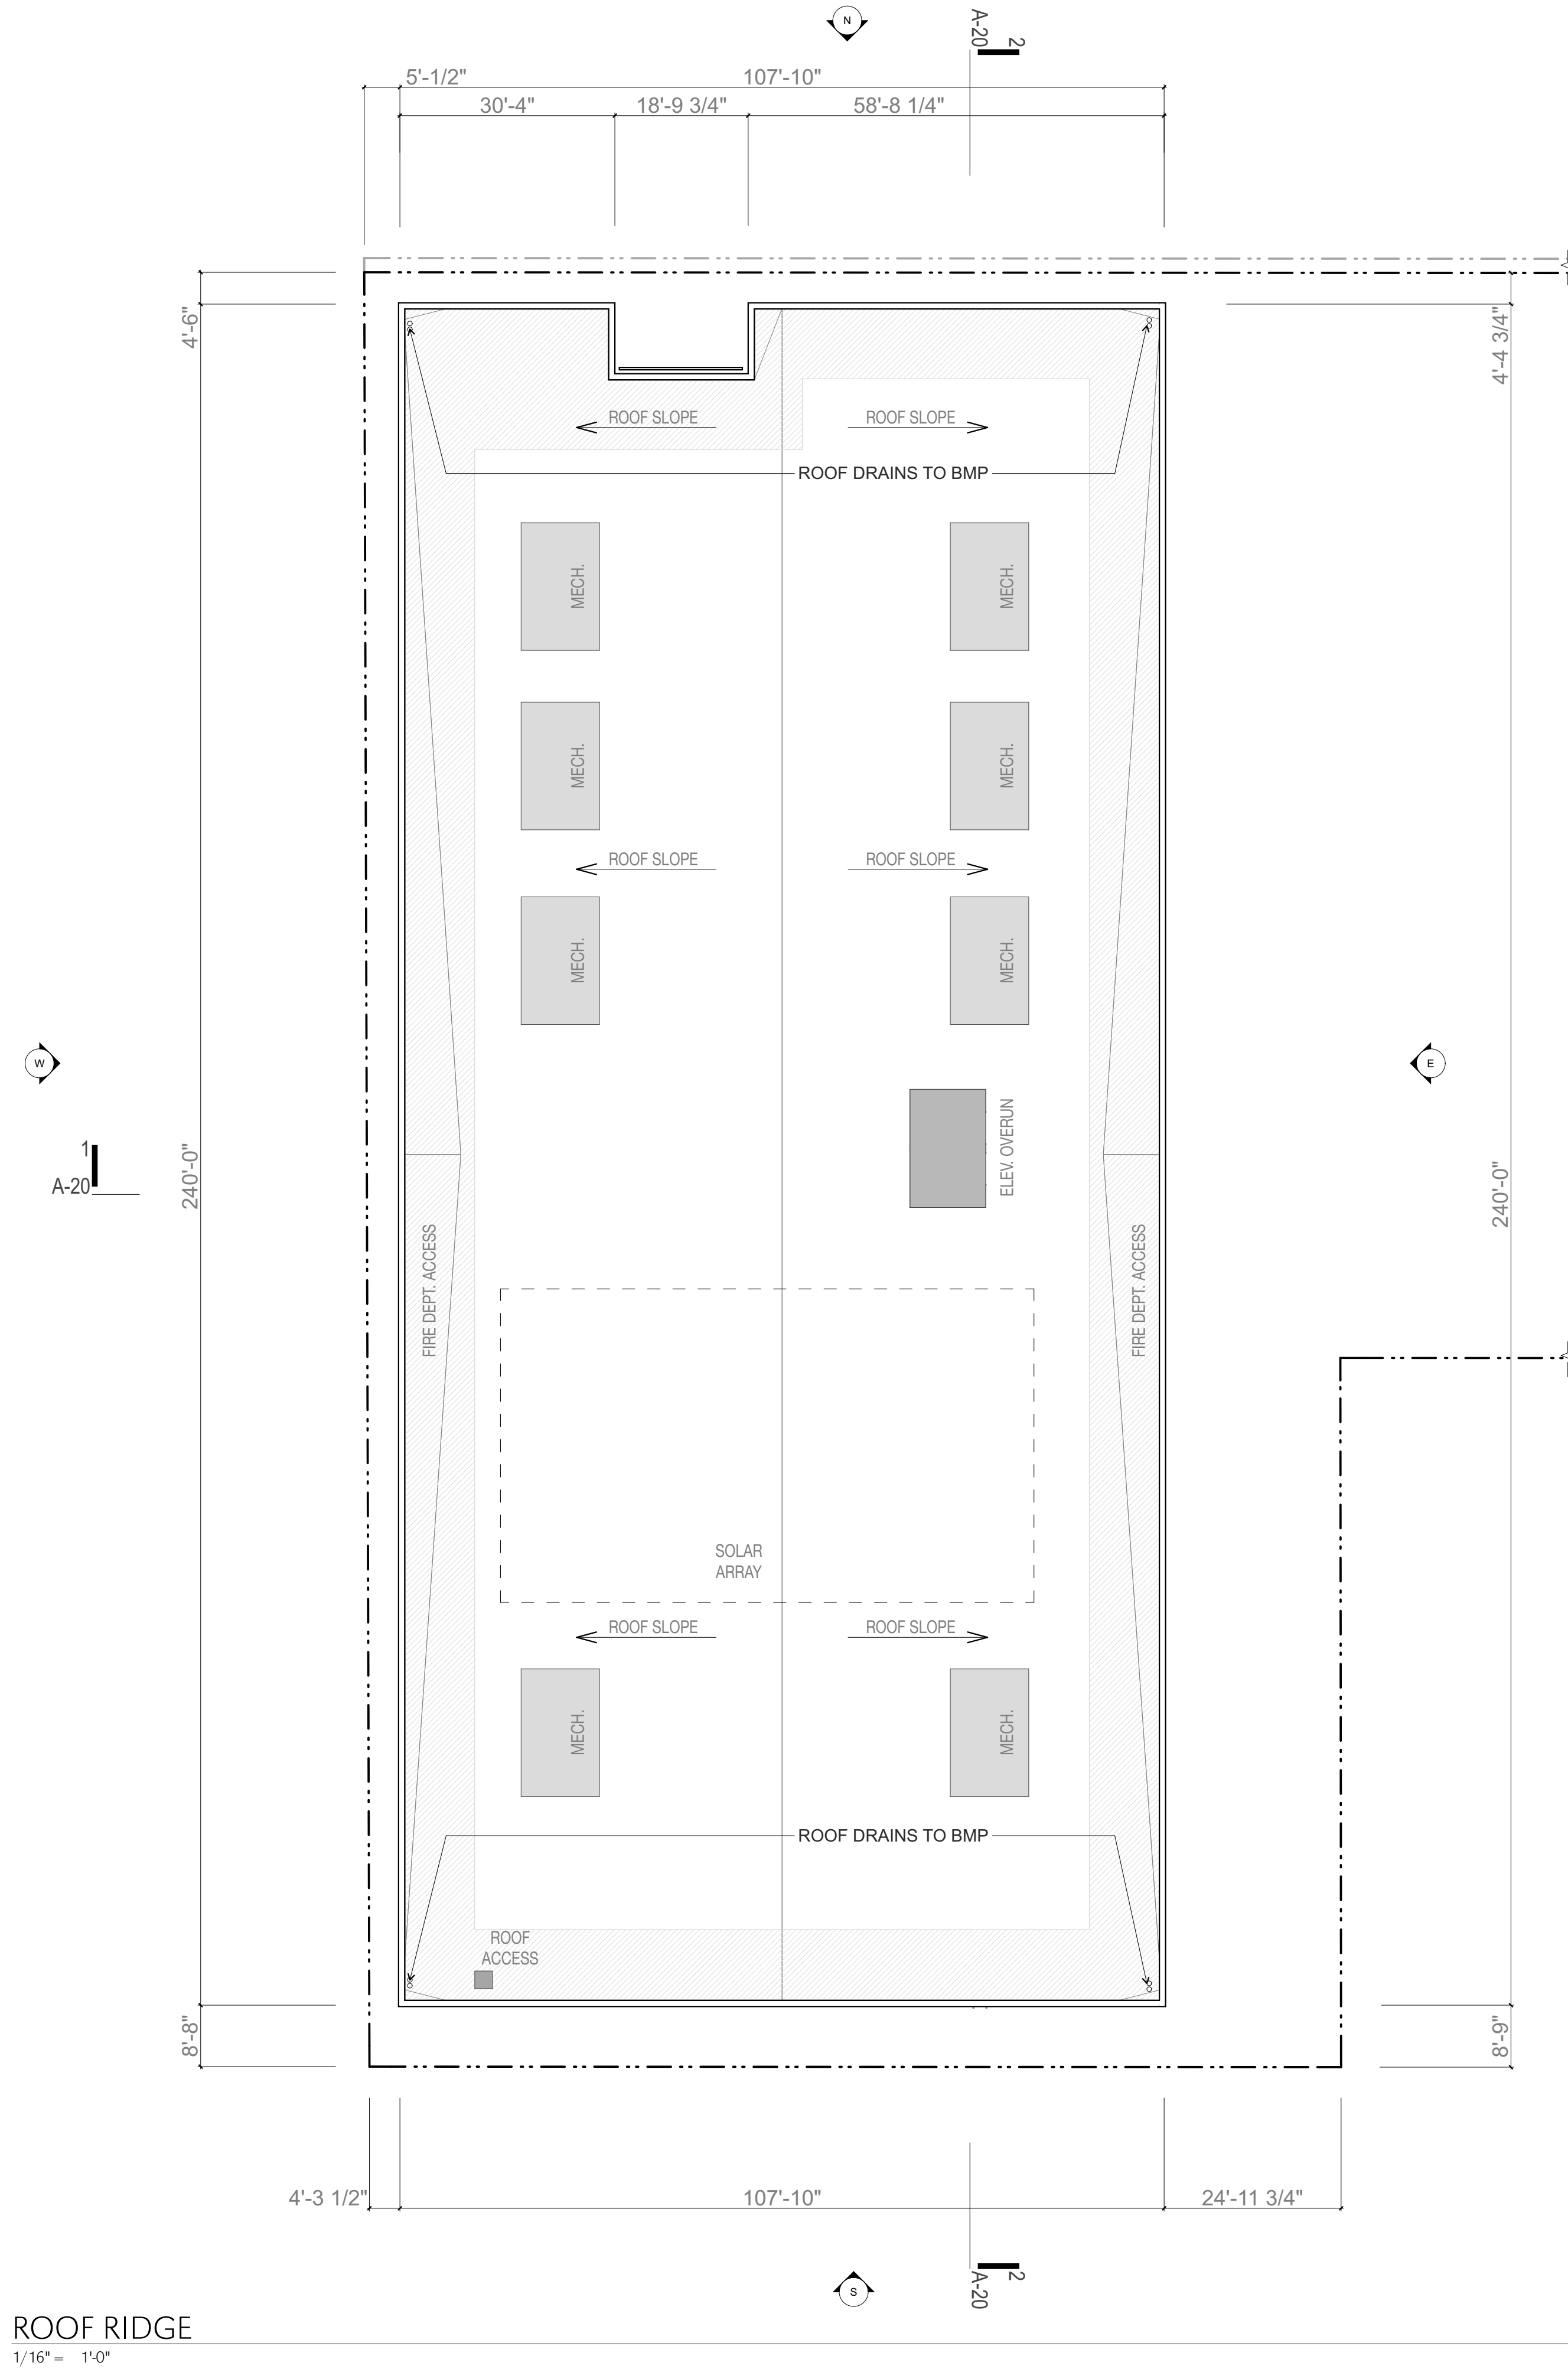 N
A-20
2
5'-1/2"
107'-10"
30'-4"
18'-9 3/4"
58'-8 1/4"
4'-6"
4'-4 3/4"
ROOF SLOPE
ROOF SLOPE
ROOF DRAINS TO BMP
MECH.
MECH.
MECH.
MECH.
ROOF SLOPE
ROOF SLOPE
MECH.
MECH.
W
E
1
A-20
240'-0"
ELEV. OVERUN
240'-0"
FIRE DEPT. ACCESS
FIRE DEPT. ACCESS
SOLAR
ARRAY
ROOF SLOPE
ROOF SLOPE
MECH.
MECH.
ROOF DRAINS TO BMP
ROOF
ACCESS
8'-8"
8'-9"
4'-3 1/2"
107'-10"
24'-11 3/4"
S
A-20
2
ROOF RIDGE
1/16" = 1'-0"